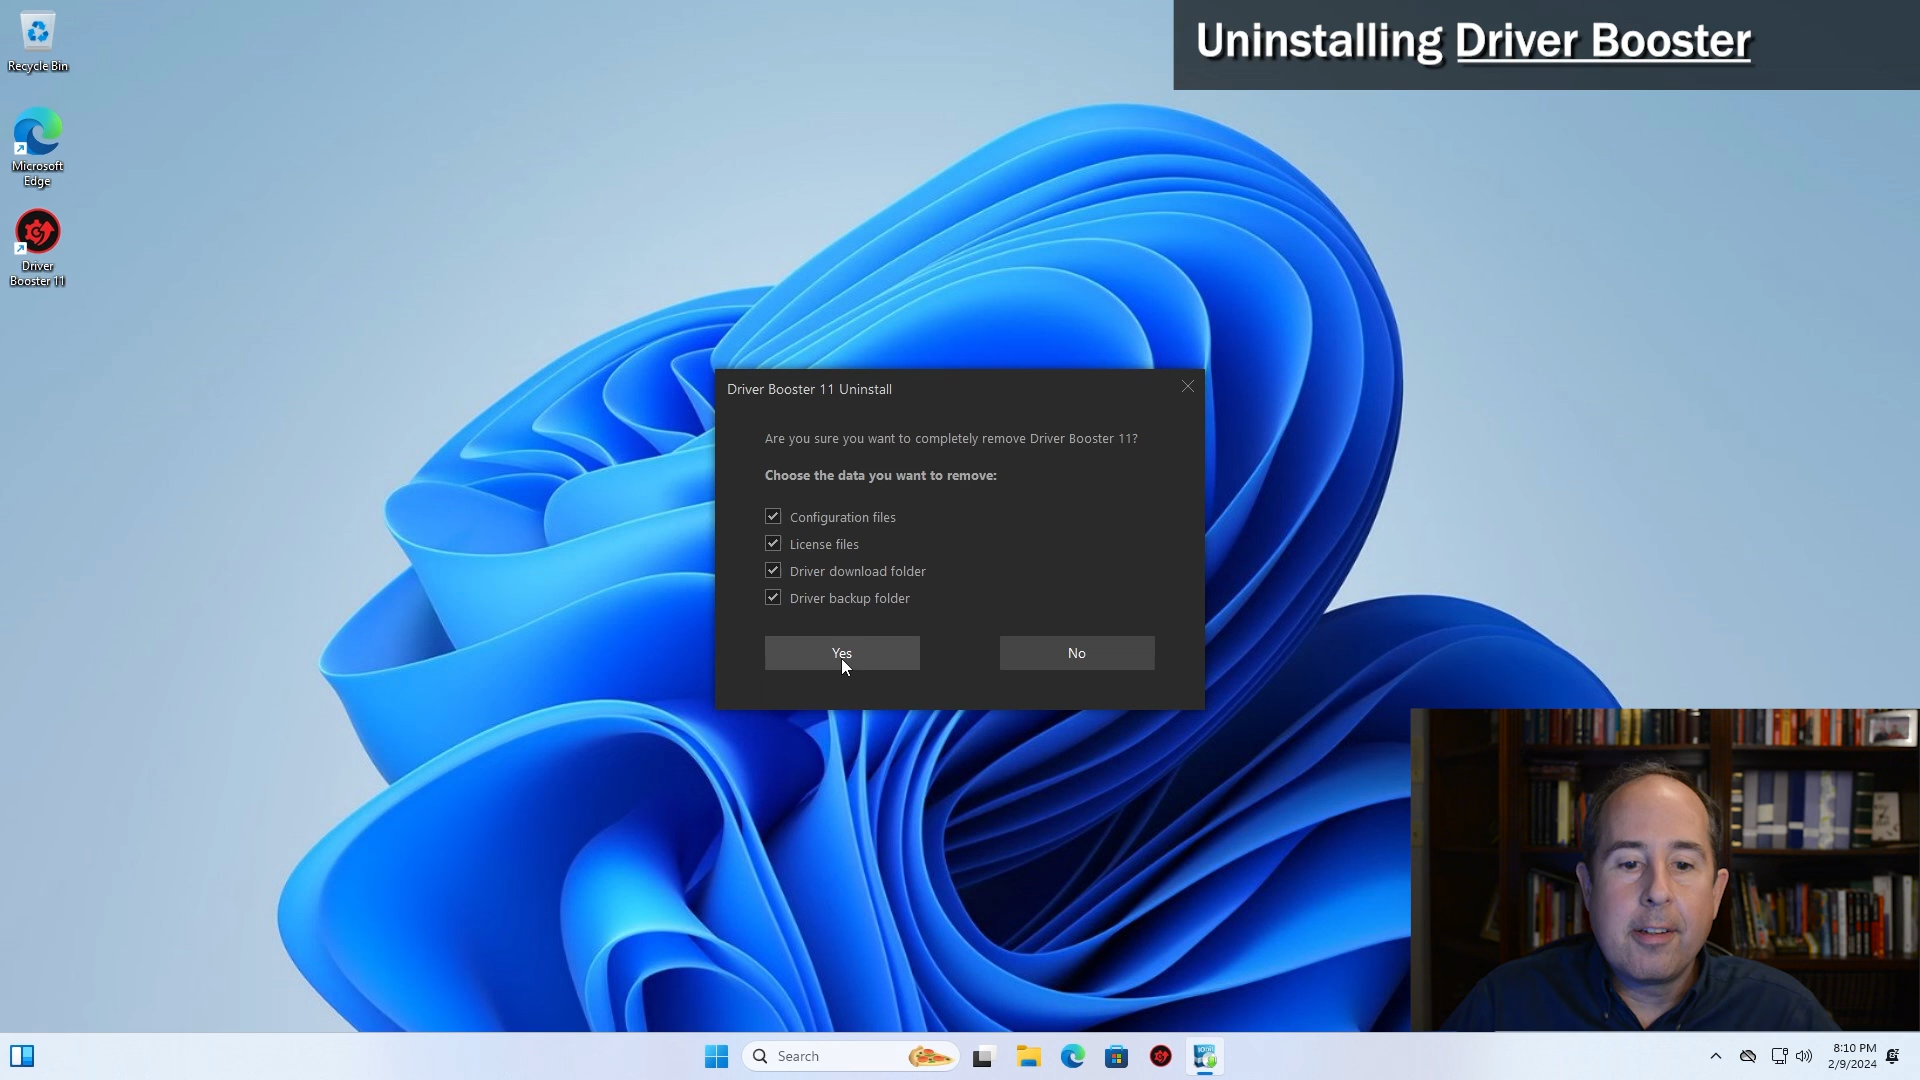 Uninstalling Driver Booster
Recycle Bin
Microsoft
Edge
Driver
Booster 11
Driver Booster 11 Uninstall
Are you sure you want to completely remove Driver Booster 11?
Choose the data you want to remove:
Configuration files
License files
Driver download folder
Driver backup folder
Yes
No
Search
8:10 PM
2/9/2024